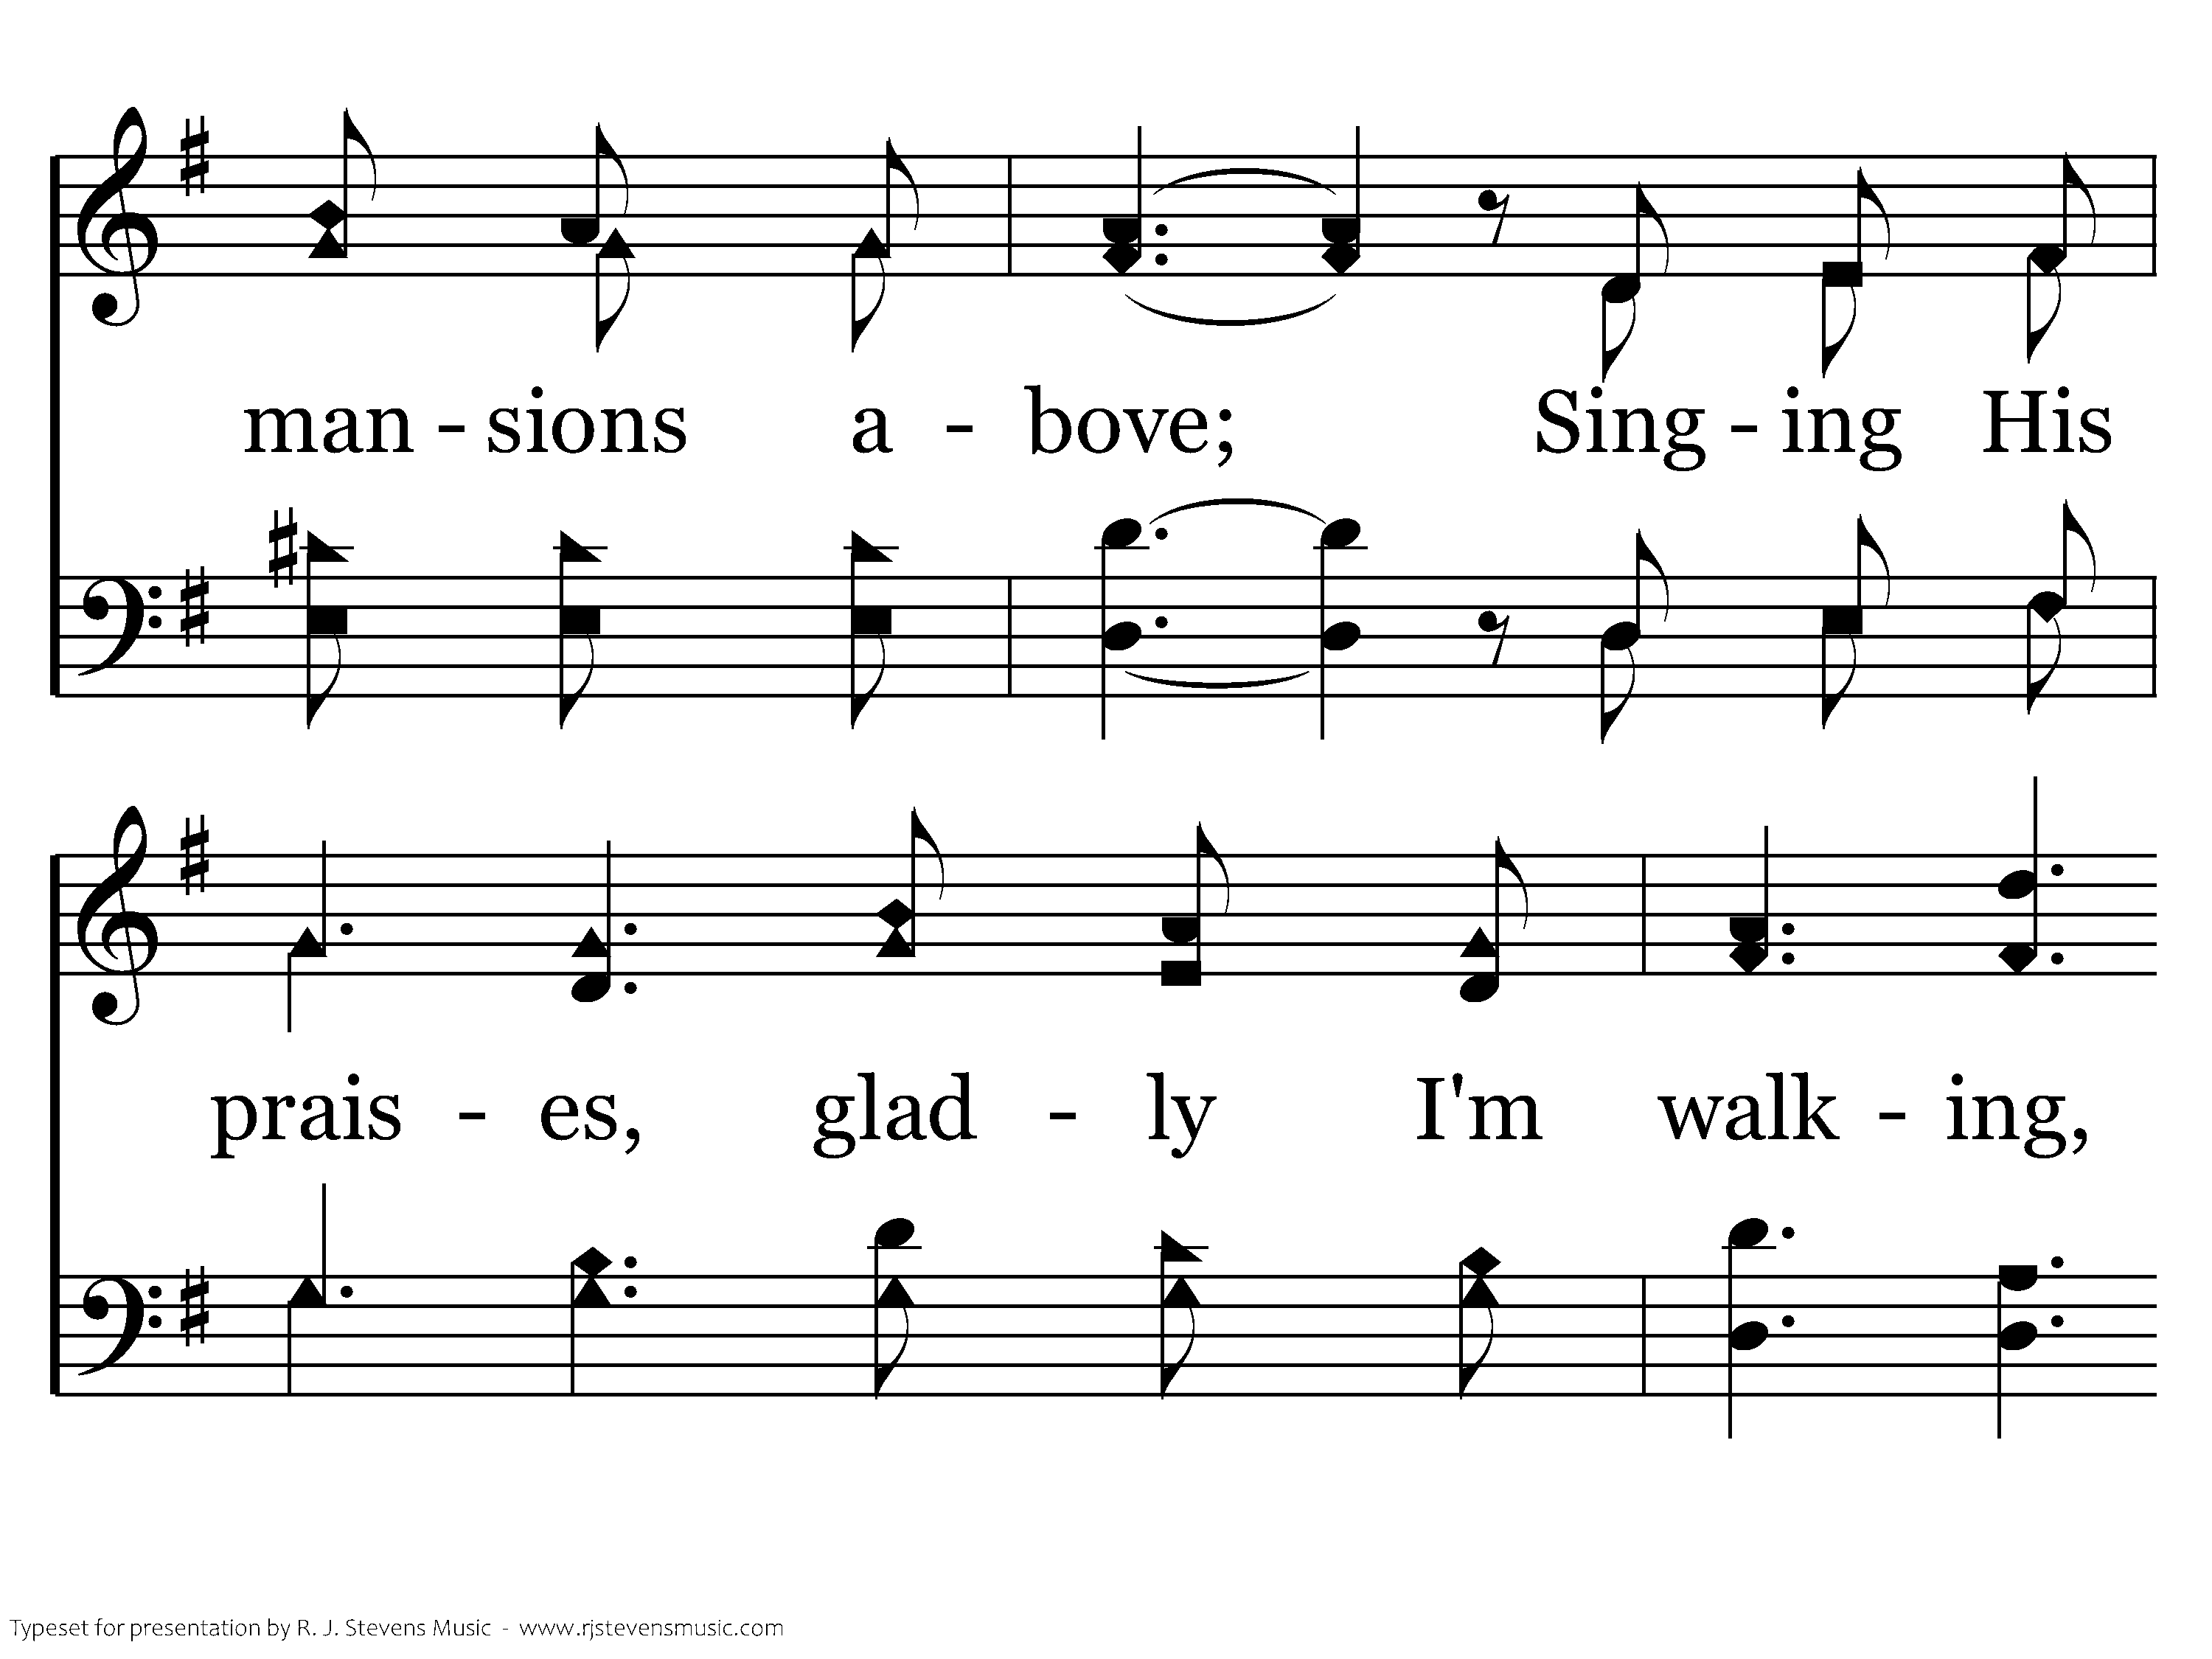 man - sions a - bove; Sing - ing His
prais - es, glad - ly I'm walk - ing,
Typeset for presentation by R. J. Stevens Music - www.rjstevensmusic.com